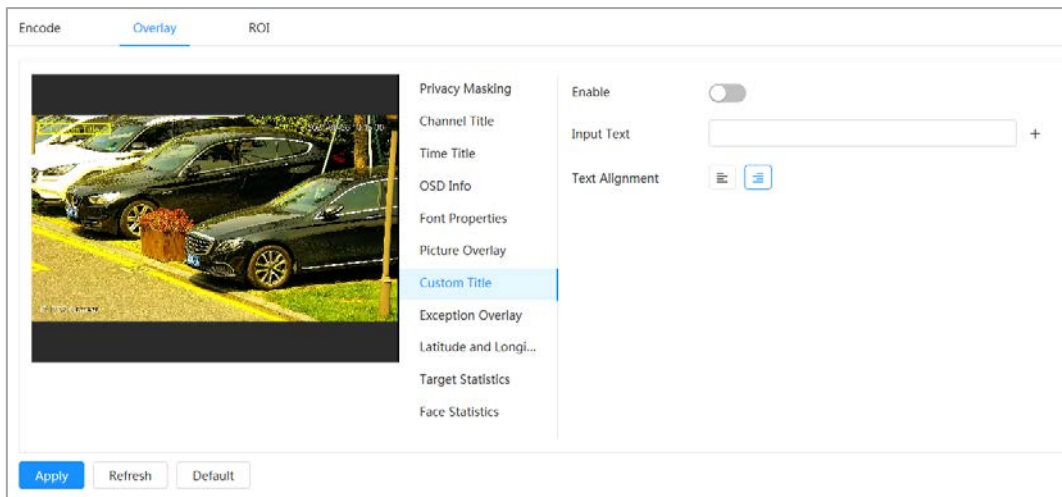 Encode Overlay ROI
Privacy Masking
Enable
Channel Title
Input Text
+
Time Title
OSD Info
Text Alignment
Font Properties
Picture Overlay
Custom Title
Exception Overlay
Latitude and Longi...
Target Statistics
Face Statistics
Apply Refresh Default